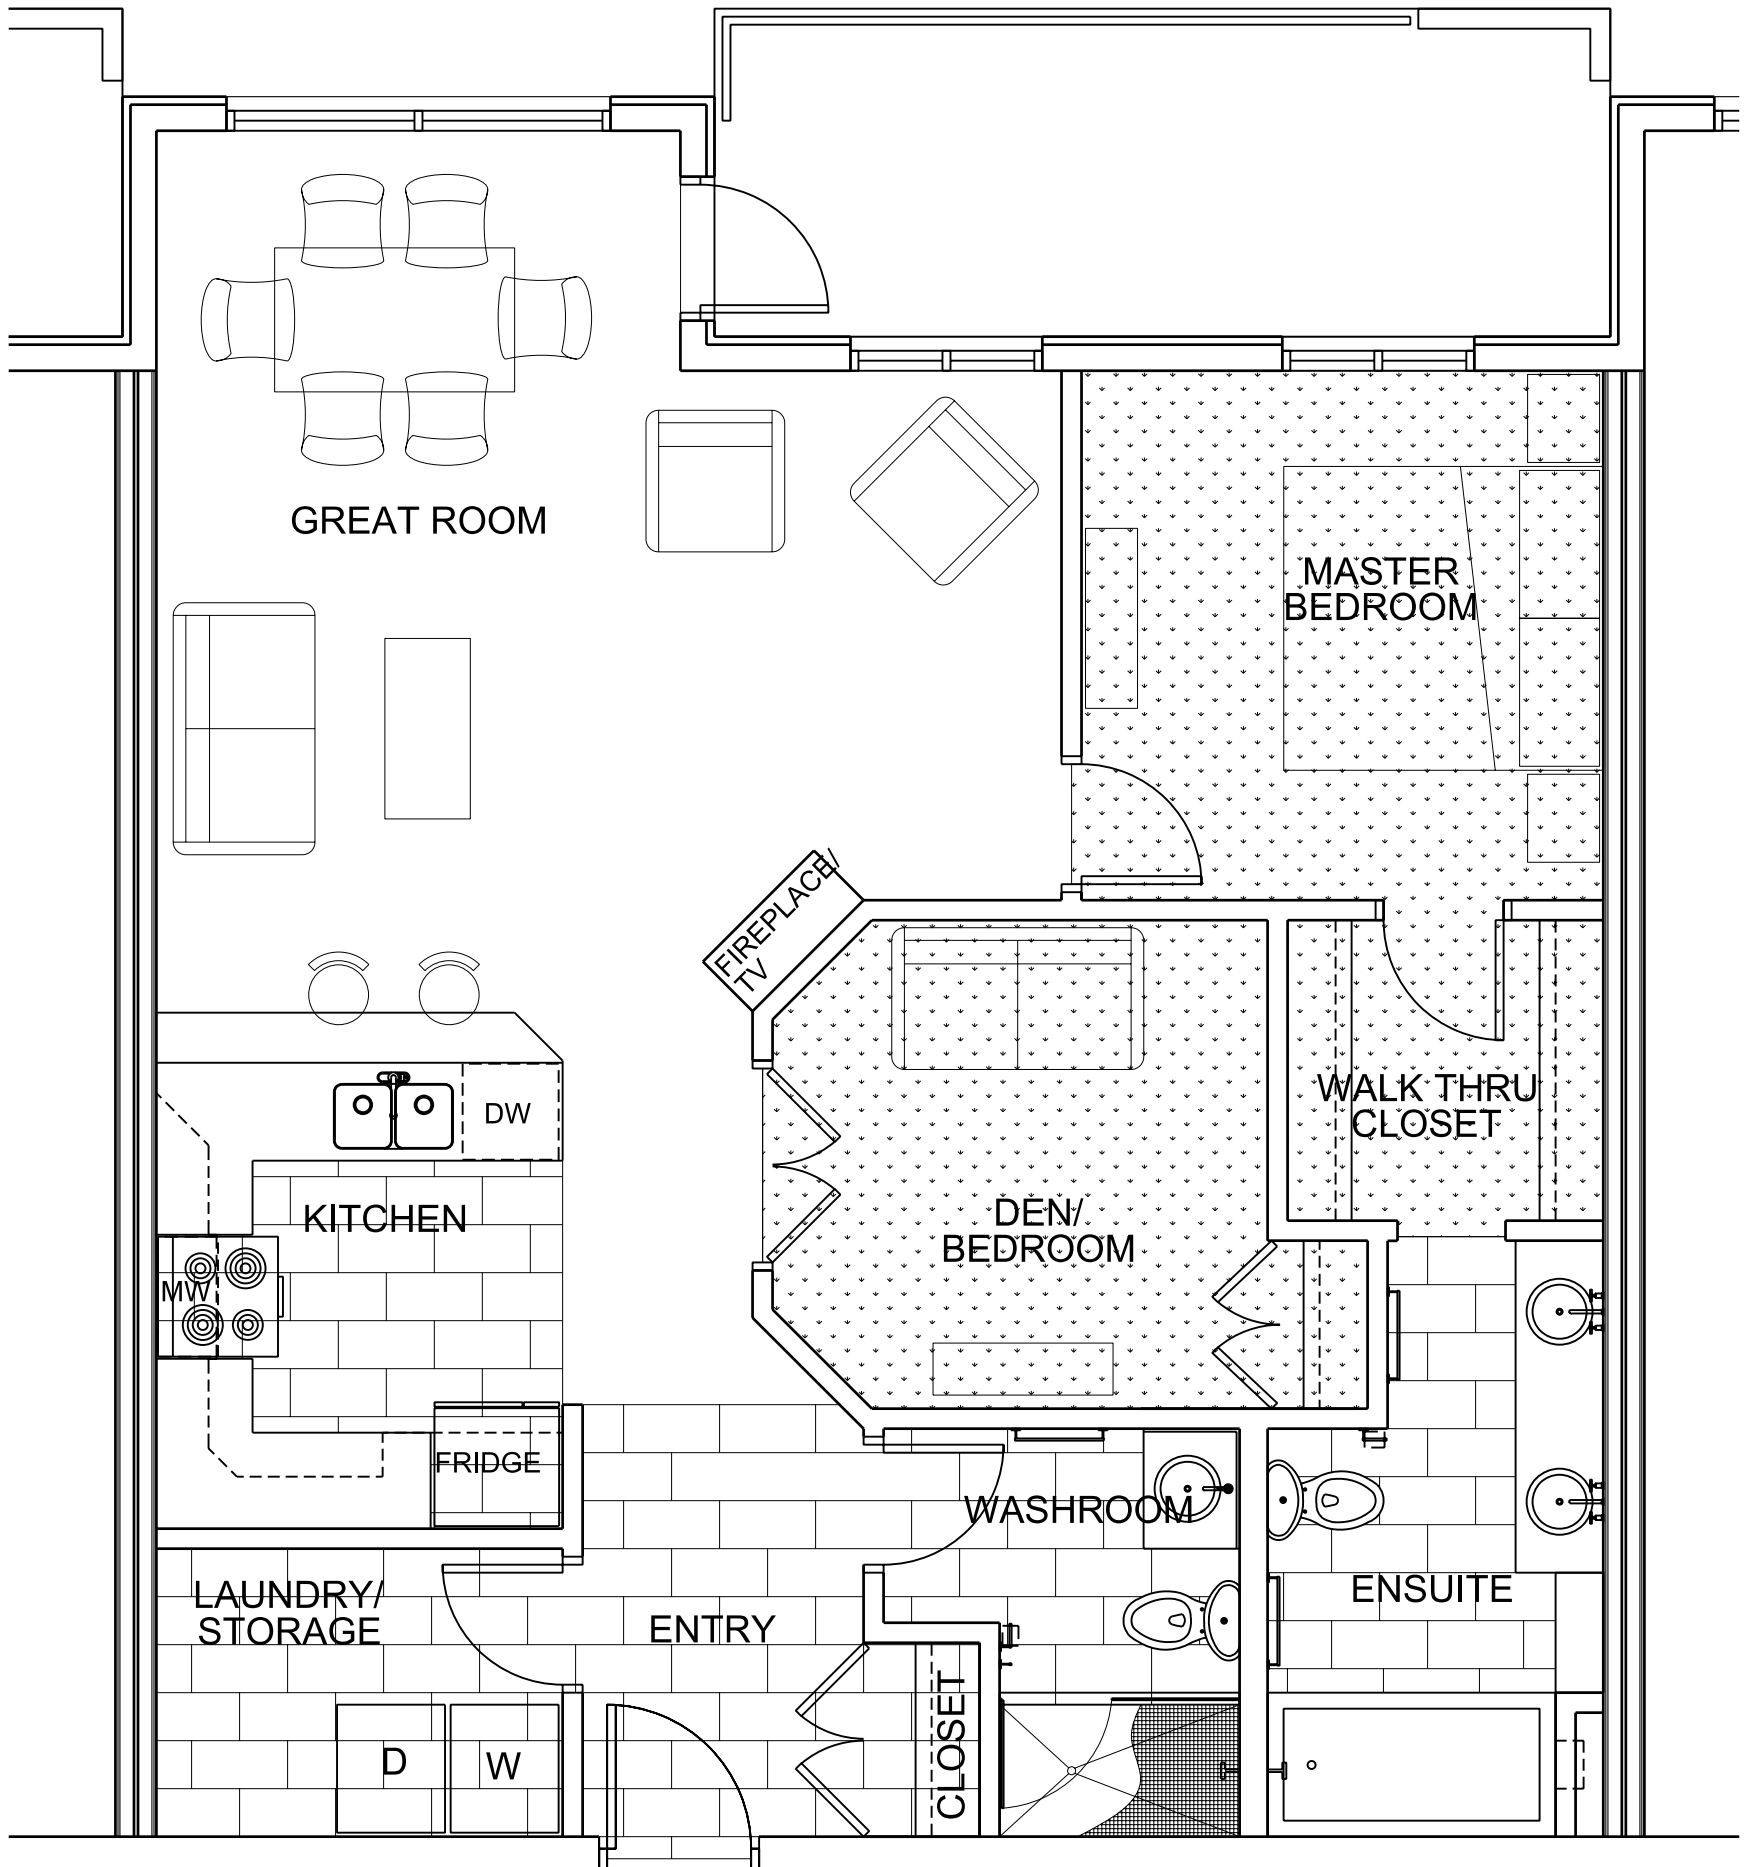 GREAT ROOM
MASTER
BEDROOM
FIREPLACE/
TV
WALK THRU
CLOSET
DW
KITCHEN
DEN/
BEDROOM
MW
FRIDGE
WASHROOM
LAUNDRY/
STORAGE
ENTRY
ENSUITE
CLOSET
D
W